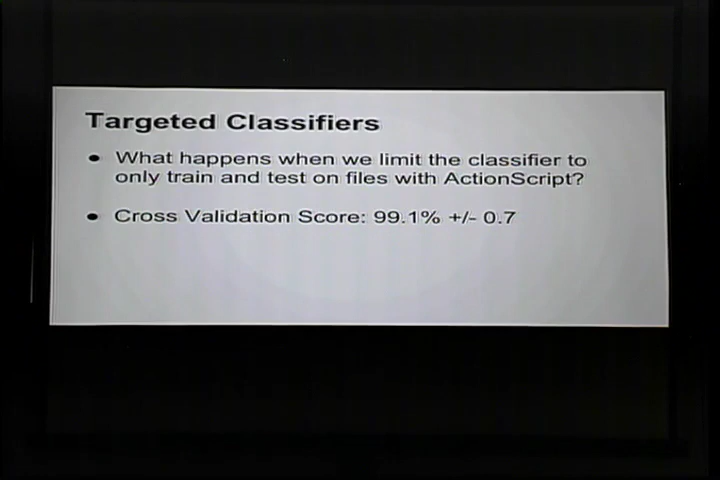 Targeted Classifiers
● What happens when we limit the classifier to
only train and test on files with ActionScript?
● Cross Validation Score: 99.1% +/- 0.7